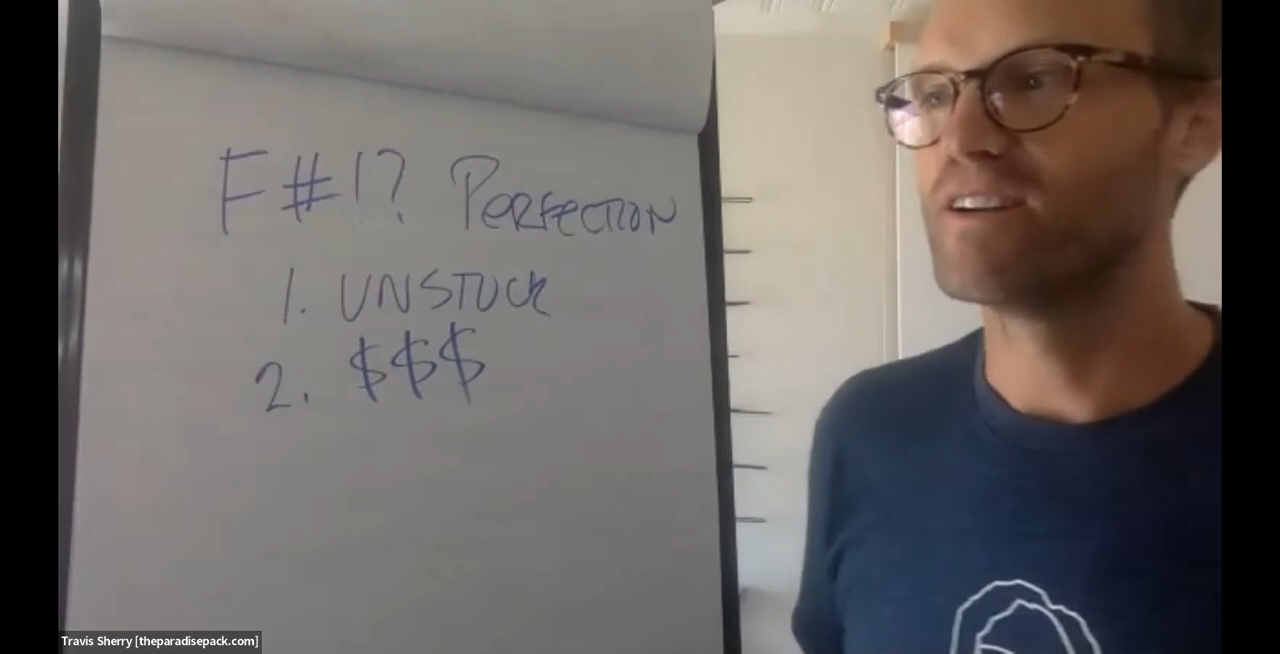 F#!? PERFECTION
1. UNSTUCK
2. $$$
Travis Sherry [theparadisepack.com]